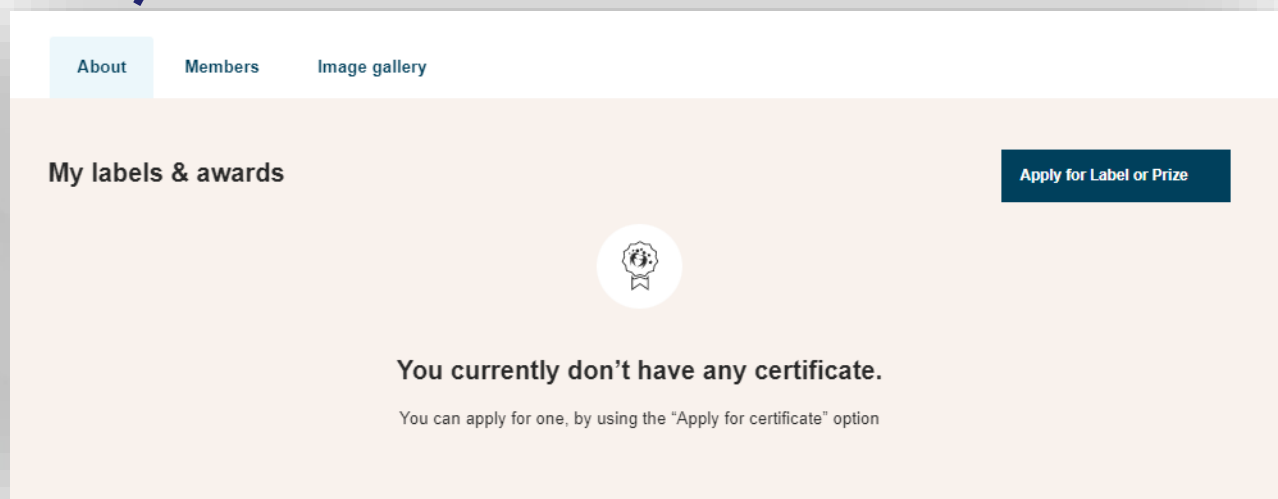 About Members Image gallery
My labels & awards
Apply for Label or Prize
You currently don’t have any certificate.
You can apply for one, by using the “Apply for certificate” option